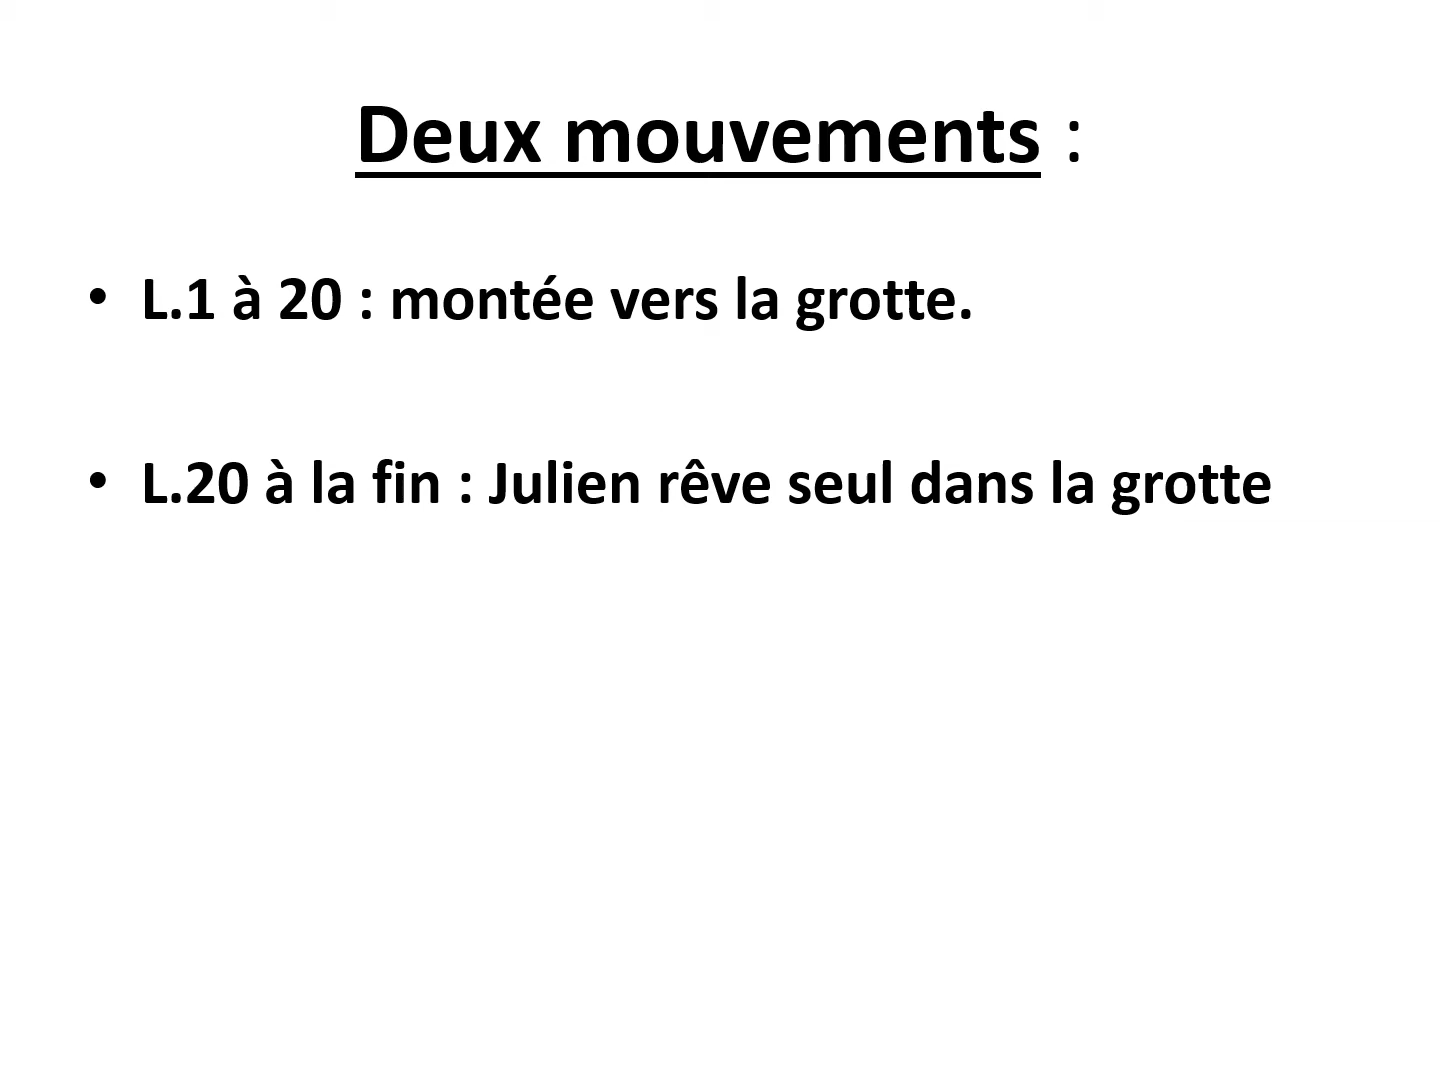 Deux mouvements :
• L.1 à 20 : montée vers la grotte.
• L.20 à la fin : Julien rêve seul dans la grotte